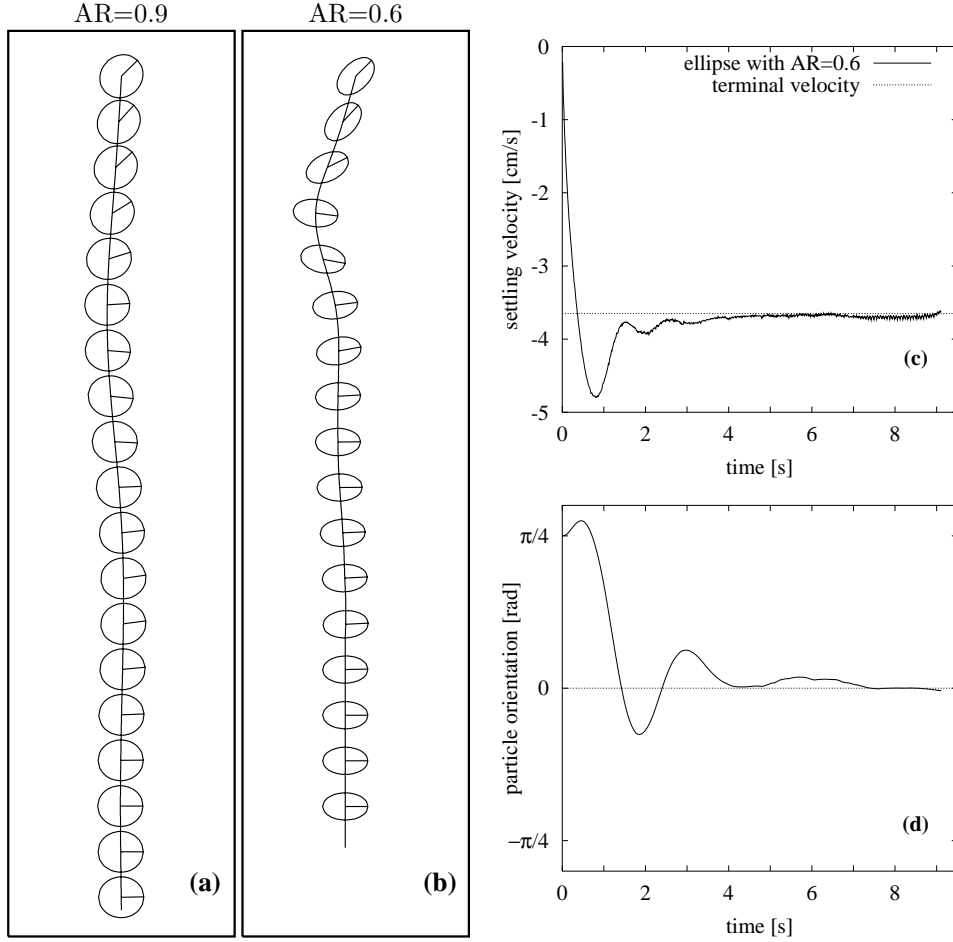 AR=0.9
AR=0.6
(a)
(b)
0
-1
-2
-3
-4
-5
settling velocity [cm/s]
ellipse with AR=0.6
terminal velocity
(c)
0 2 4 6 8
time [s]
π/4
0
−π/4
particle orientation [rad]
(d)
0 2 4 6 8
time [s]